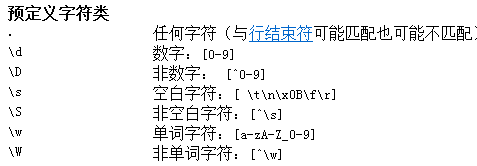 预定义字符类
. 任何字符（与行结束符可能匹配也可能不匹配）
\d 数字：[0-9]
\D 非数字： [^0-9]
\s 空白字符：[ \t\n\x0B\f\r]
\S 非空白字符：[^\s]
\w 单词字符：[a-zA-Z_0-9]
\W 非单词字符：[^\w]